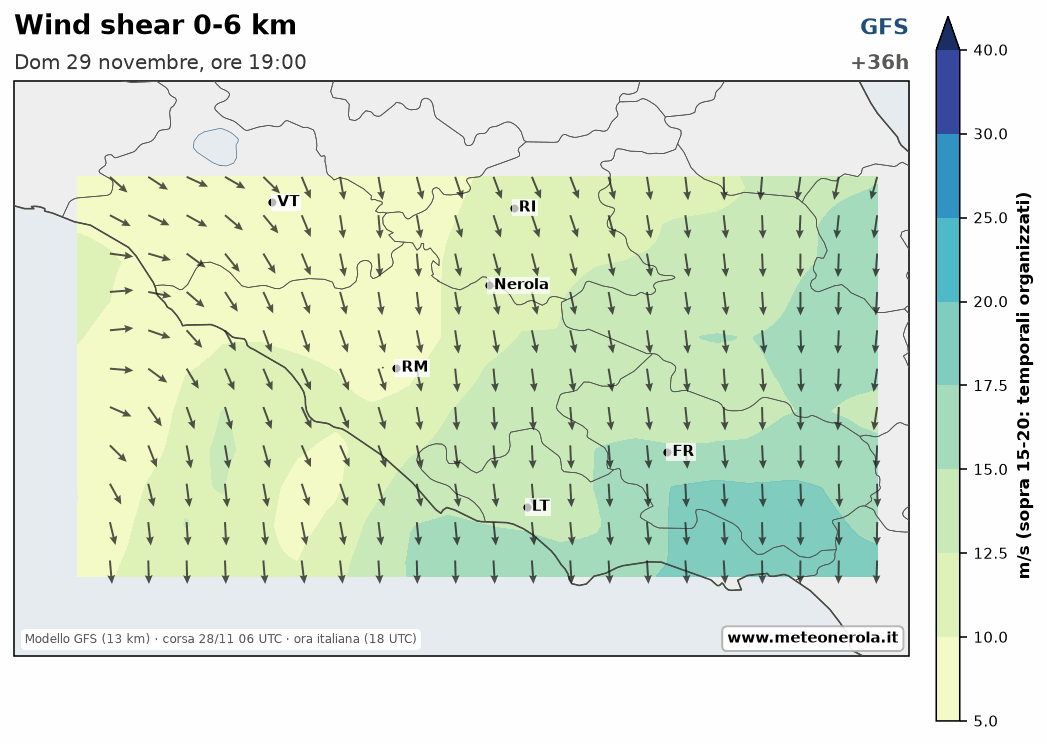 Wind shear 0-6 km
GFS
Dom 29 novembre, ore 19:00
+36h
40.0
30.0
25.0
20.0
17.5
15.0
12.5
10.0
5.0
m/s (sopra 15-20: temporali organizzati)
VT
RI
Nerola
RM
FR
LT
Modello GFS (13 km) · corsa 28/11 06 UTC · ora italiana (18 UTC)
www.meteonerola.it